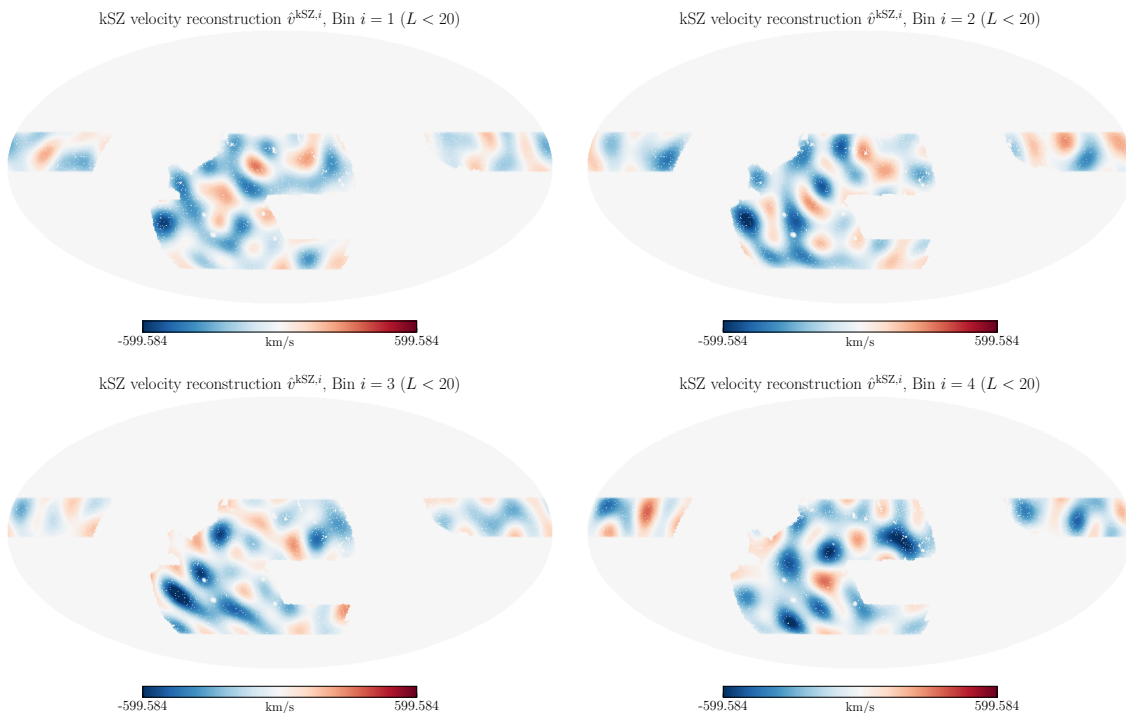 kSZ velocity reconstruction v̂^{kSZ,i}, Bin i = 1 (L < 20)
kSZ velocity reconstruction v̂^{kSZ,i}, Bin i = 2 (L < 20)
-599.584 km/s 599.584
-599.584 km/s 599.584
kSZ velocity reconstruction v̂^{kSZ,i}, Bin i = 3 (L < 20)
kSZ velocity reconstruction v̂^{kSZ,i}, Bin i = 4 (L < 20)
-599.584 km/s 599.584
-599.584 km/s 599.584